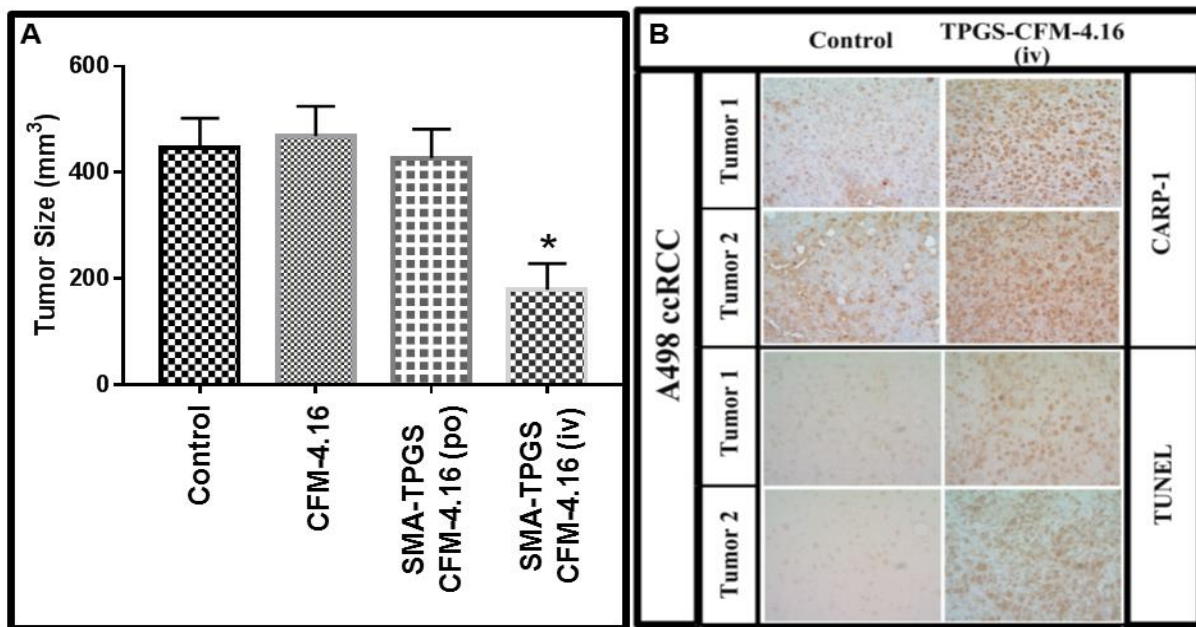 A
Tumor Size (mm³)
600
400
200
0
*
Control
CFM-4.16
SMA-TPGS
CFM-4.16 (po)
SMA-TPGS
CFM-4.16 (iv)
B
Control
TPGS-CFM-4.16
(iv)
A498 ccRCC
Tumor 1
Tumor 2
Tumor 1
Tumor 2
CARP-1
TUNEL